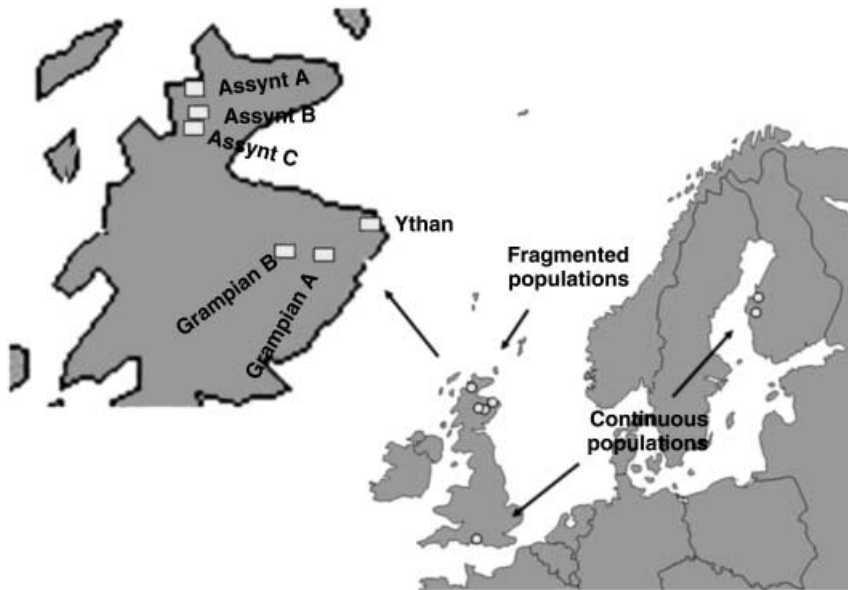 Assynt A
Assynt B
Assynt C
Ythan
Grampian B
Grampian A
Fragmented
populations
Continuous
populations